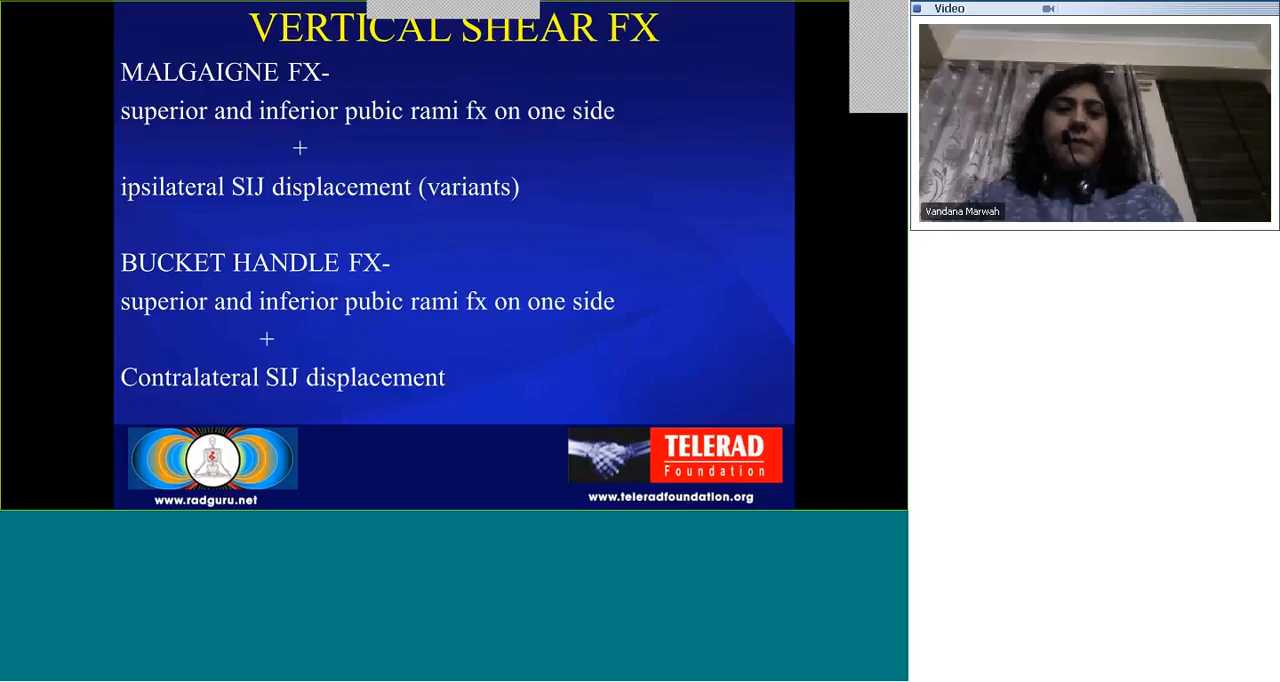 VERTICAL SHEAR FX
MALGAIGNE FX-
superior and inferior pubic rami fx on one side
+
ipsilateral SIJ displacement (variants)
BUCKET HANDLE FX-
superior and inferior pubic rami fx on one side
+
Contralateral SIJ displacement
www.radguru.net
TELERAD
Foundation
www.teleradfoundation.org
Video
Vandana Marwah